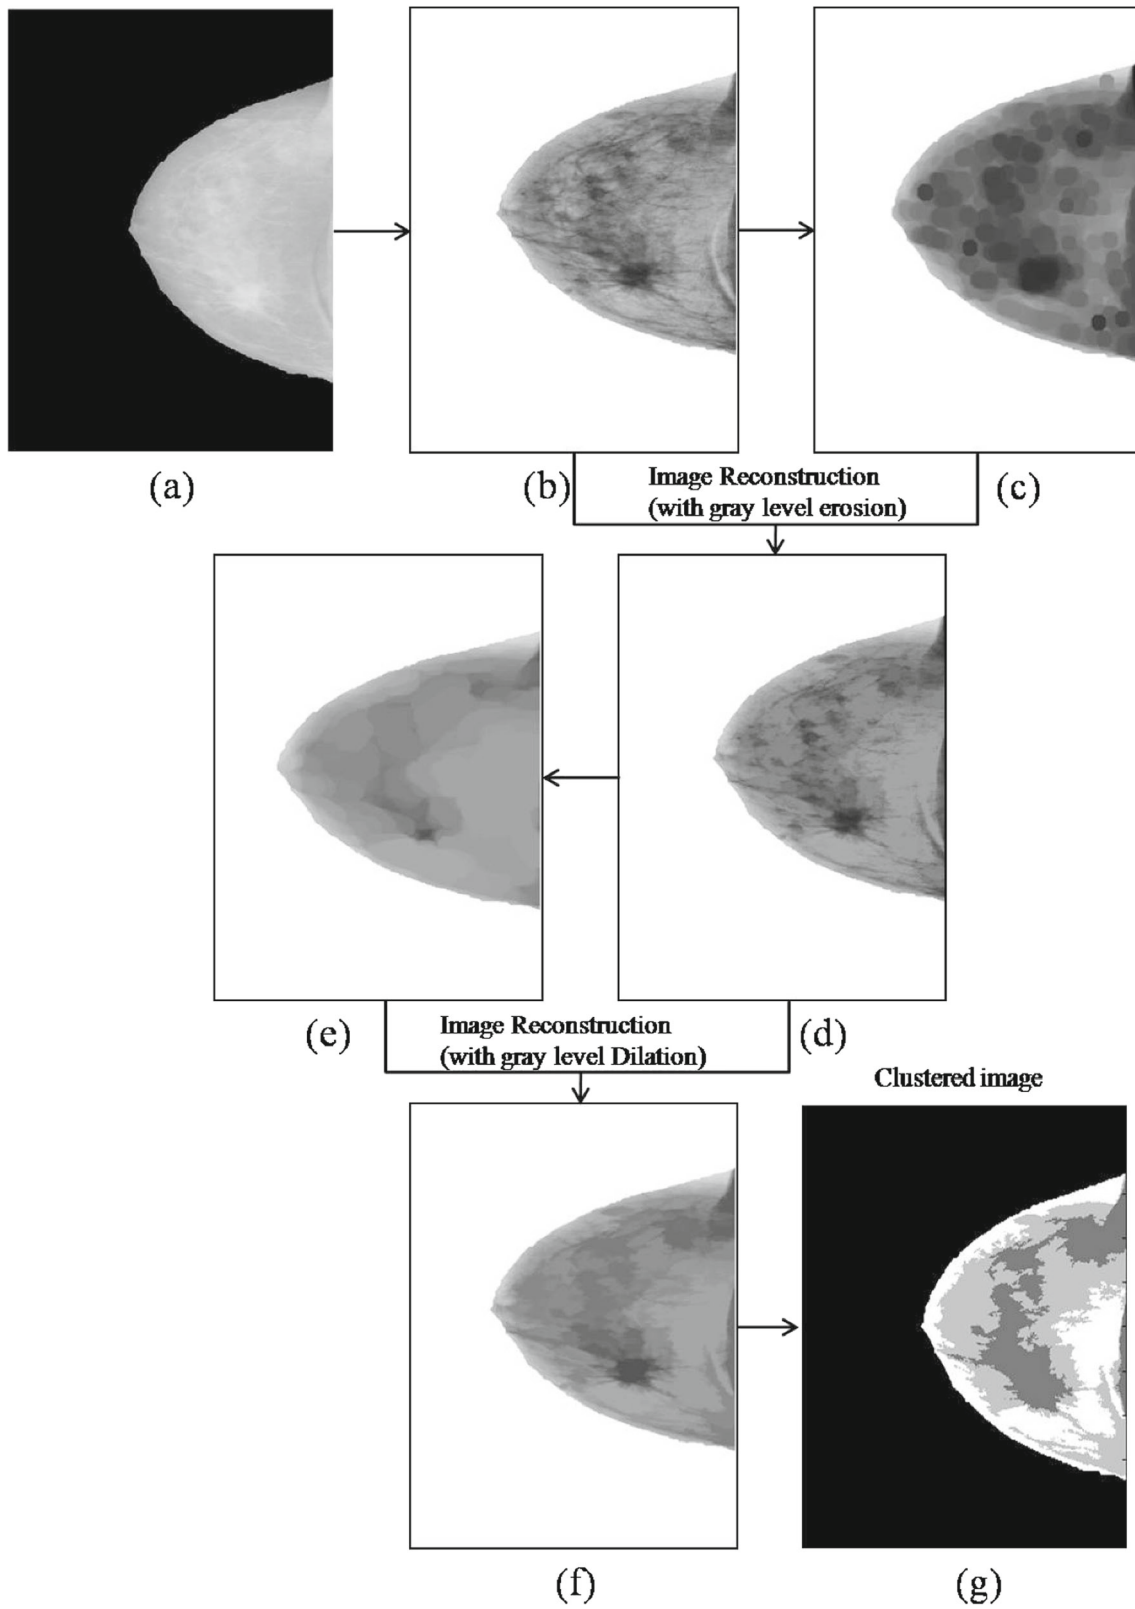 (a)
(b)
Image Reconstruction
(with gray level erosion)
(c)
(e)
Image Reconstruction
(with gray level Dilation)
(d)
Clustered image
(f)
(g)